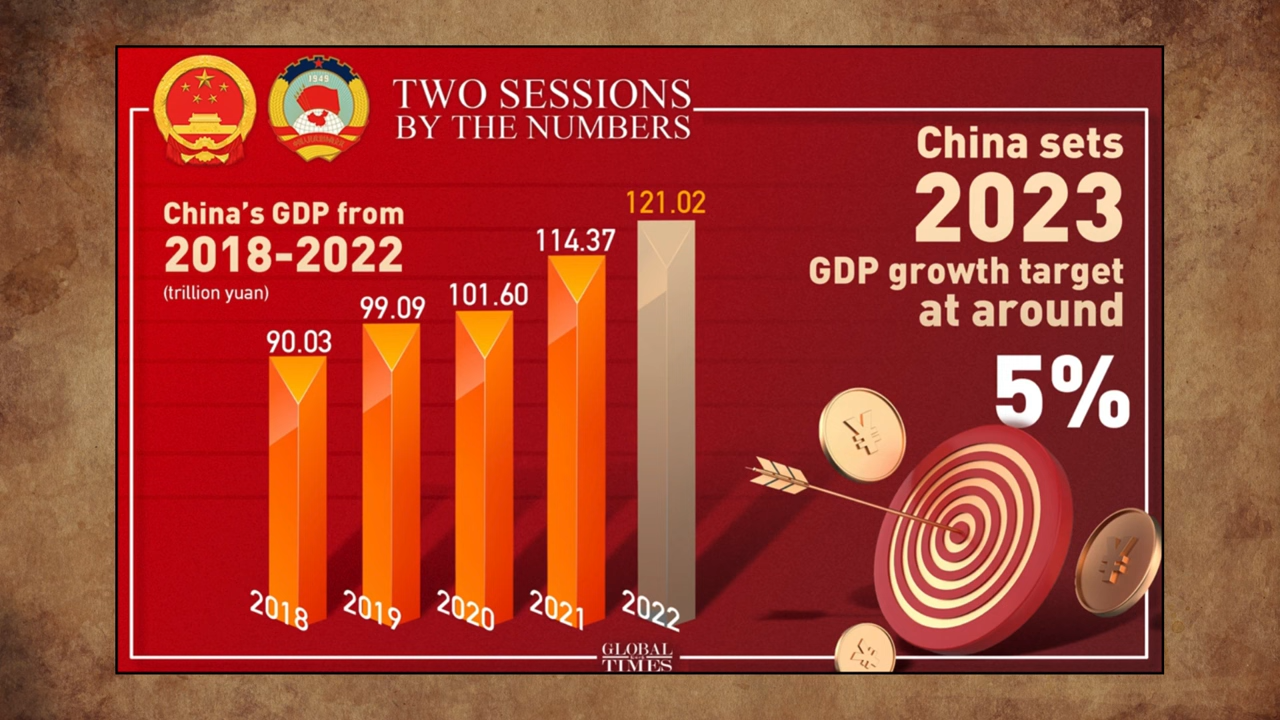 1949
TWO SESSIONS
BY THE NUMBERS
China's GDP from
2018-2022
(trillion yuan)
90.03
99.09
101.60
114.37
121.02
2018
2019
2020
2021
2022
China sets
2023
GDP growth target
at around
5%
¥
¥
¥
GLOBAL
TIMES